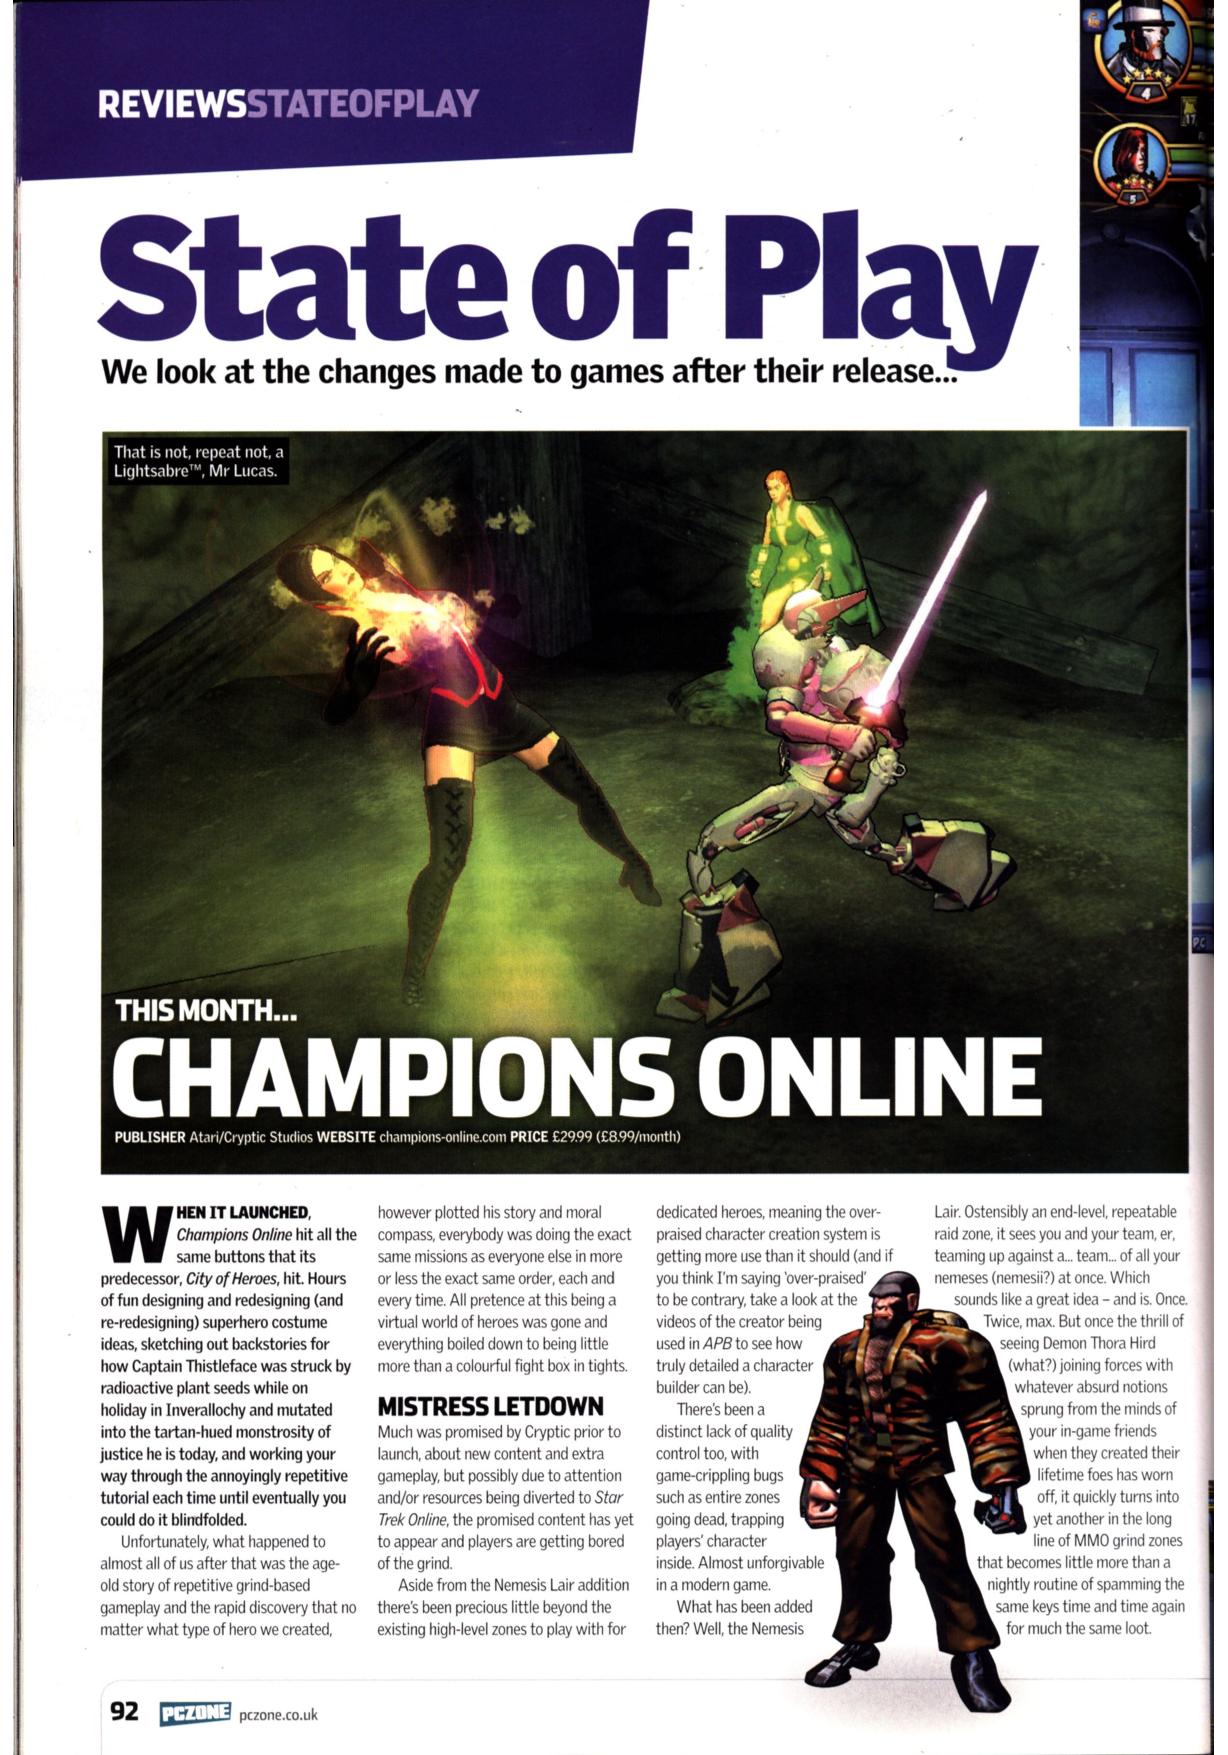 REVIEWSSTATEOFPLAY
State of Play
We look at the changes made to games after their release...
That is not, repeat not, a
Lightsabre™, Mr Lucas.
4
17
5
PC
THIS MONTH...
CHAMPIONS ONLINE
PUBLISHER Atari/Cryptic Studios WEBSITE champions-online.com PRICE £29.99 (£8.99/month)
WHEN IT LAUNCHED,
Champions Online hit all the
same buttons that its
predecessor, City of Heroes, hit. Hours
of fun designing and redesigning (and
re-redesigning) superhero costume
ideas, sketching out backstories for
how Captain Thistleface was struck by
radioactive plant seeds while on
holiday in Inverallochy and mutated
into the tartan-hued monstrosity of
justice he is today, and working your
way through the annoyingly repetitive
tutorial each time until eventually you
could do it blindfolded.
Unfortunately, what happened to
almost all of us after that was the age-
old story of repetitive grind-based
gameplay and the rapid discovery that no
matter what type of hero we created,
however plotted his story and moral
compass, everybody was doing the exact
same missions as everyone else in more
or less the exact same order, each and
every time. All pretence at this being a
virtual world of heroes was gone and
everything boiled down to being little
more than a colourful fight box in tights.
MISTRESS LETDOWN
Much was promised by Cryptic prior to
launch, about new content and extra
gameplay, but possibly due to attention
and/or resources being diverted to Star
Trek Online, the promised content has yet
to appear and players are getting bored
of the grind.
Aside from the Nemesis Lair addition
there's been precious little beyond the
existing high-level zones to play with for
dedicated heroes, meaning the over-
praised character creation system is
getting more use than it should (and if
you think I'm saying 'over-praised'
to be contrary, take a look at the
videos of the creator being
used in APB to see how
truly detailed a character
builder can be).
There's been a
distinct lack of quality
control too, with
game-crippling bugs
such as entire zones
going dead, trapping
players' character
inside. Almost unforgivable
in a modern game.
What has been added
then? Well, the Nemesis
Lair. Ostensibly an end-level, repeatable
raid zone, it sees you and your team, er,
teaming up against a... team... of all your
nemeses (nemesii?) at once. Which
sounds like a great idea – and is. Once.
Twice, max. But once the thrill of
seeing Demon Thora Hird
(what?) joining forces with
whatever absurd notions
sprung from the minds of
your in-game friends
when they created their
lifetime foes has worn
off, it quickly turns into
yet another in the long
line of MMO grind zones
that becomes little more than a
nightly routine of spamming the
same keys time and time again
for much the same loot.
92 PCZONE pczone.co.uk